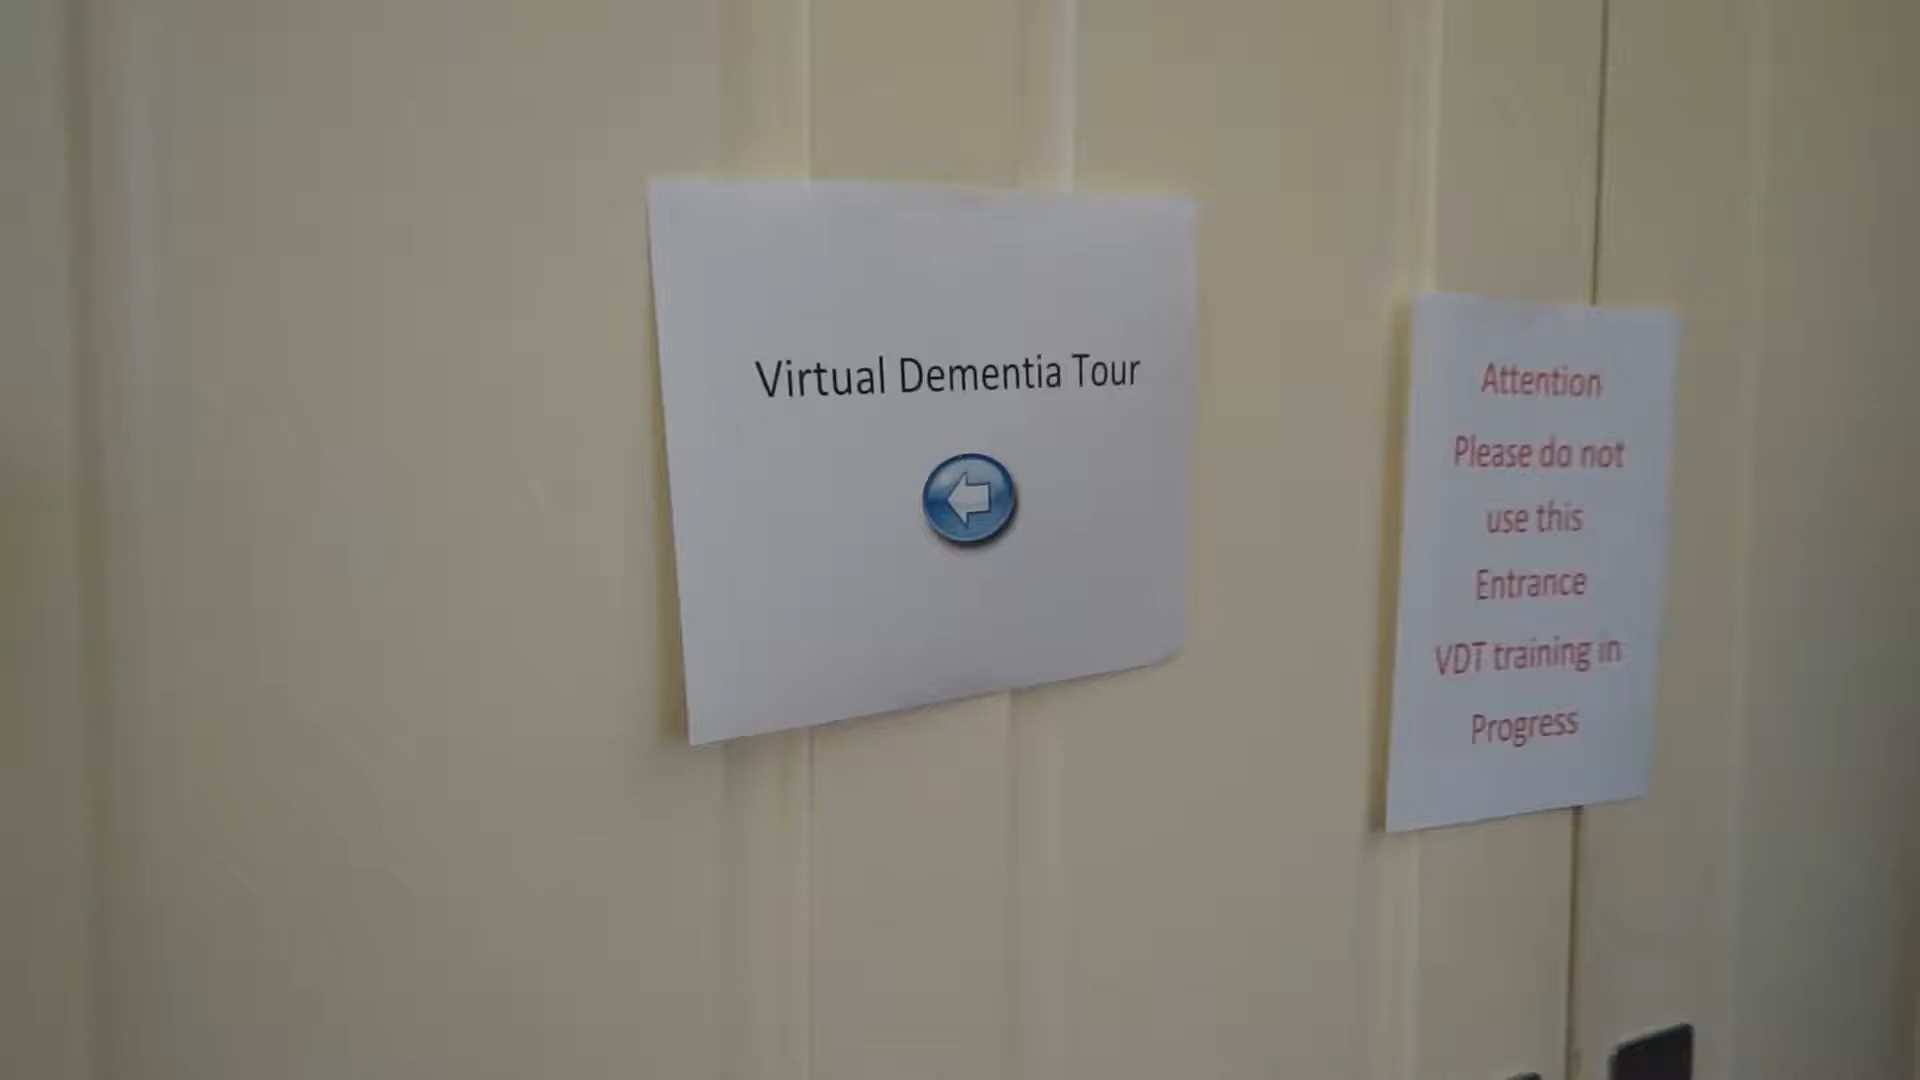 Virtual Dementia Tour
Attention
Please do not
use this
Entrance
VDT training in
Progress